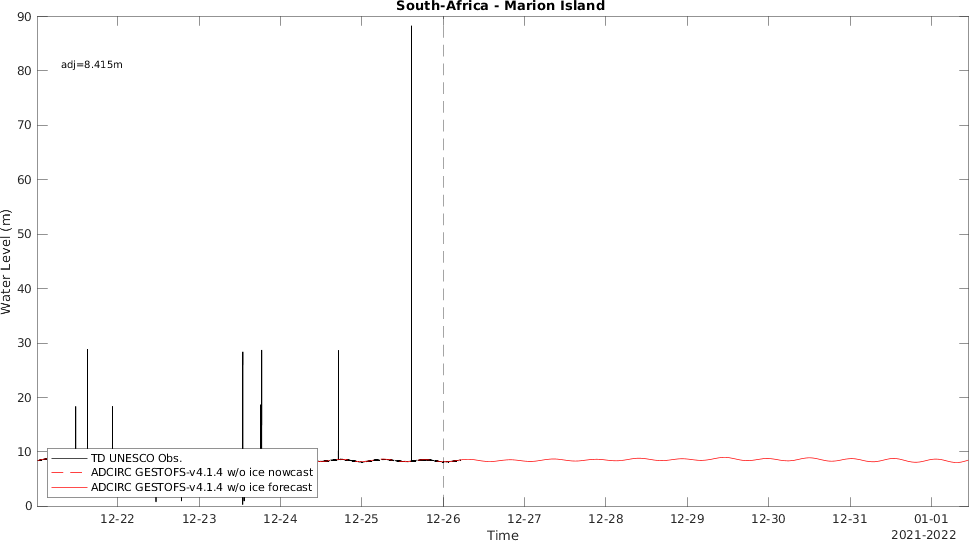 South-Africa - Marion Island
90
80
70
60
50
40
30
20
10
0
Water Level (m)
adj=8.415m
TD UNESCO Obs.
ADCIRC GESTOFS-v4.1.4 w/o ice nowcast
ADCIRC GESTOFS-v4.1.4 w/o ice forecast
12-22 12-23 12-24 12-25 12-26 12-27 12-28 12-29 12-30 12-31 01-01
Time
2021-2022